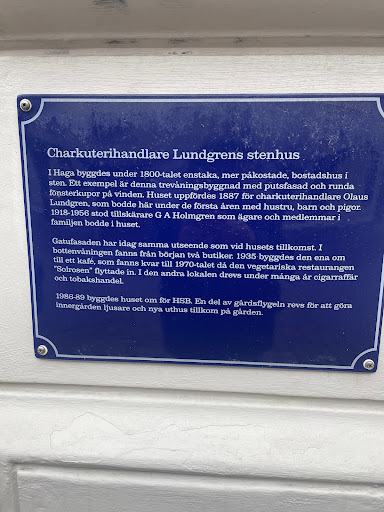 Charkuterihandlare Lundgrens stenhus
I Haga byggdes under 1800-talet enstaka, mer påkostade, bostadshus i
sten. Ett exempel är denna trevåningsbyggnad med putsfasad och runda
fönsterkupor på vinden. Huset uppfördes 1887 för charkuterihandlare Olaus
Lundgren, som bodde här under de första åren med hustru, barn och pigor.
1918-1956 stod tillskärare G A Holmgren som ägare och medlemmar i
familjen bodde i huset.
Gatufasaden har idag samma utseende som vid husets tillkomst. I
bottenvåningen fanns från början två butiker. 1935 byggdes den ena om
till ett kafé, som fanns kvar till 1970-talet då den vegetariska restaurangen
"Solrosen" flyttade in. I den andra lokalen drevs under många år cigarraffär
och tobakshandel.
1986-89 byggdes huset om för HSB. En del av gårdsflygeln revs för att göra
innergården ljusare och nya uthus tillkom på gården.